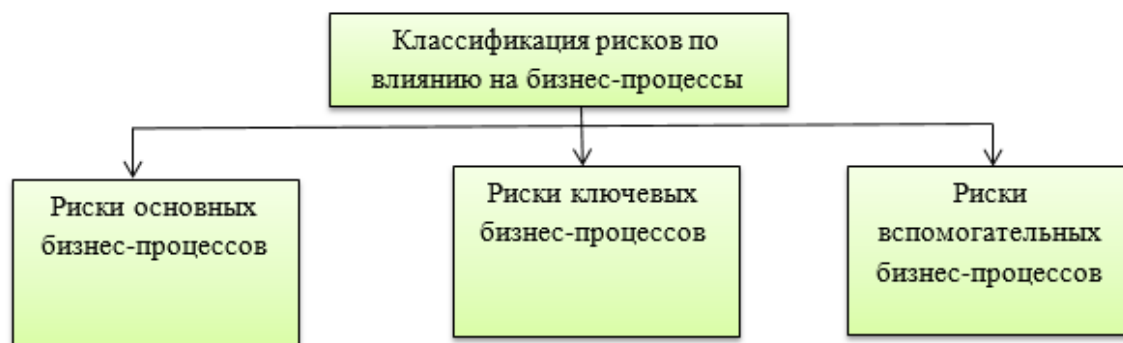 Классификация рисков по
влиянию на бизнес-процессы
Риски основных
бизнес-процессов
Риски ключевых
бизнес-процессов
Риски
вспомогательных
бизнес-процессов